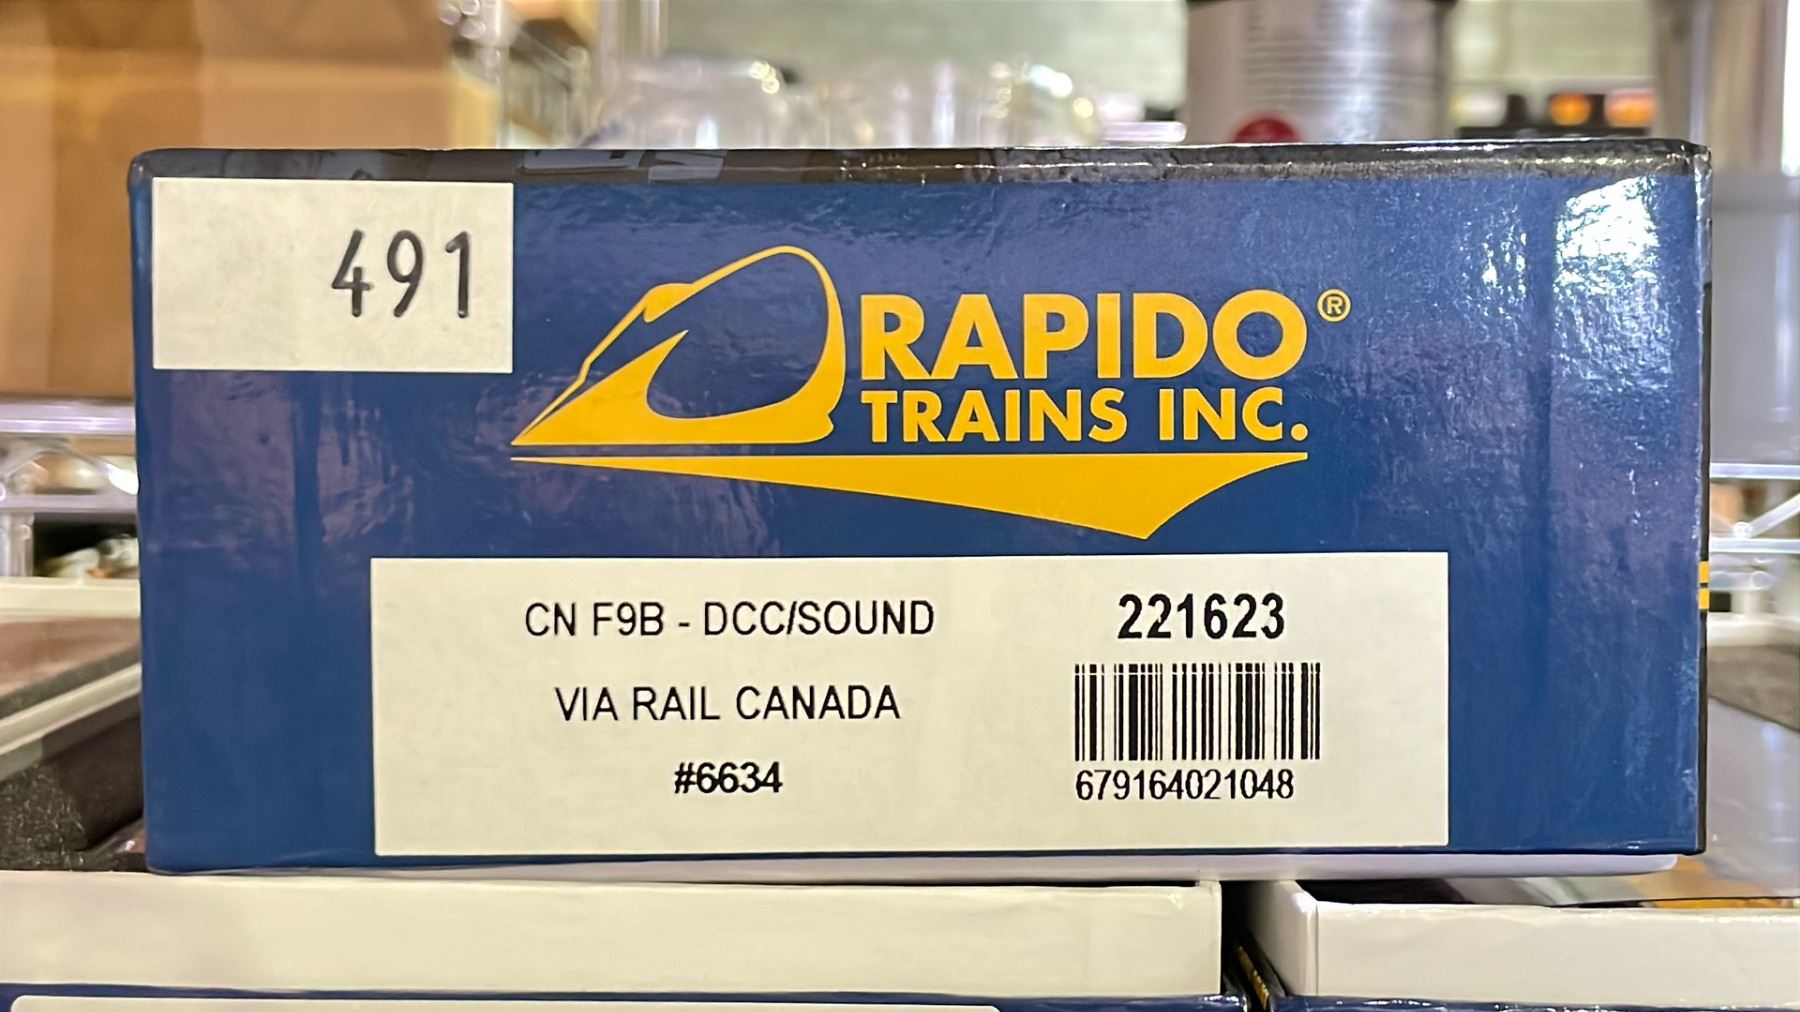 491
RAPIDO®
TRAINS INC.
CN F9B - DCC/SOUND
VIA RAIL CANADA
#6634
221623
679164021048